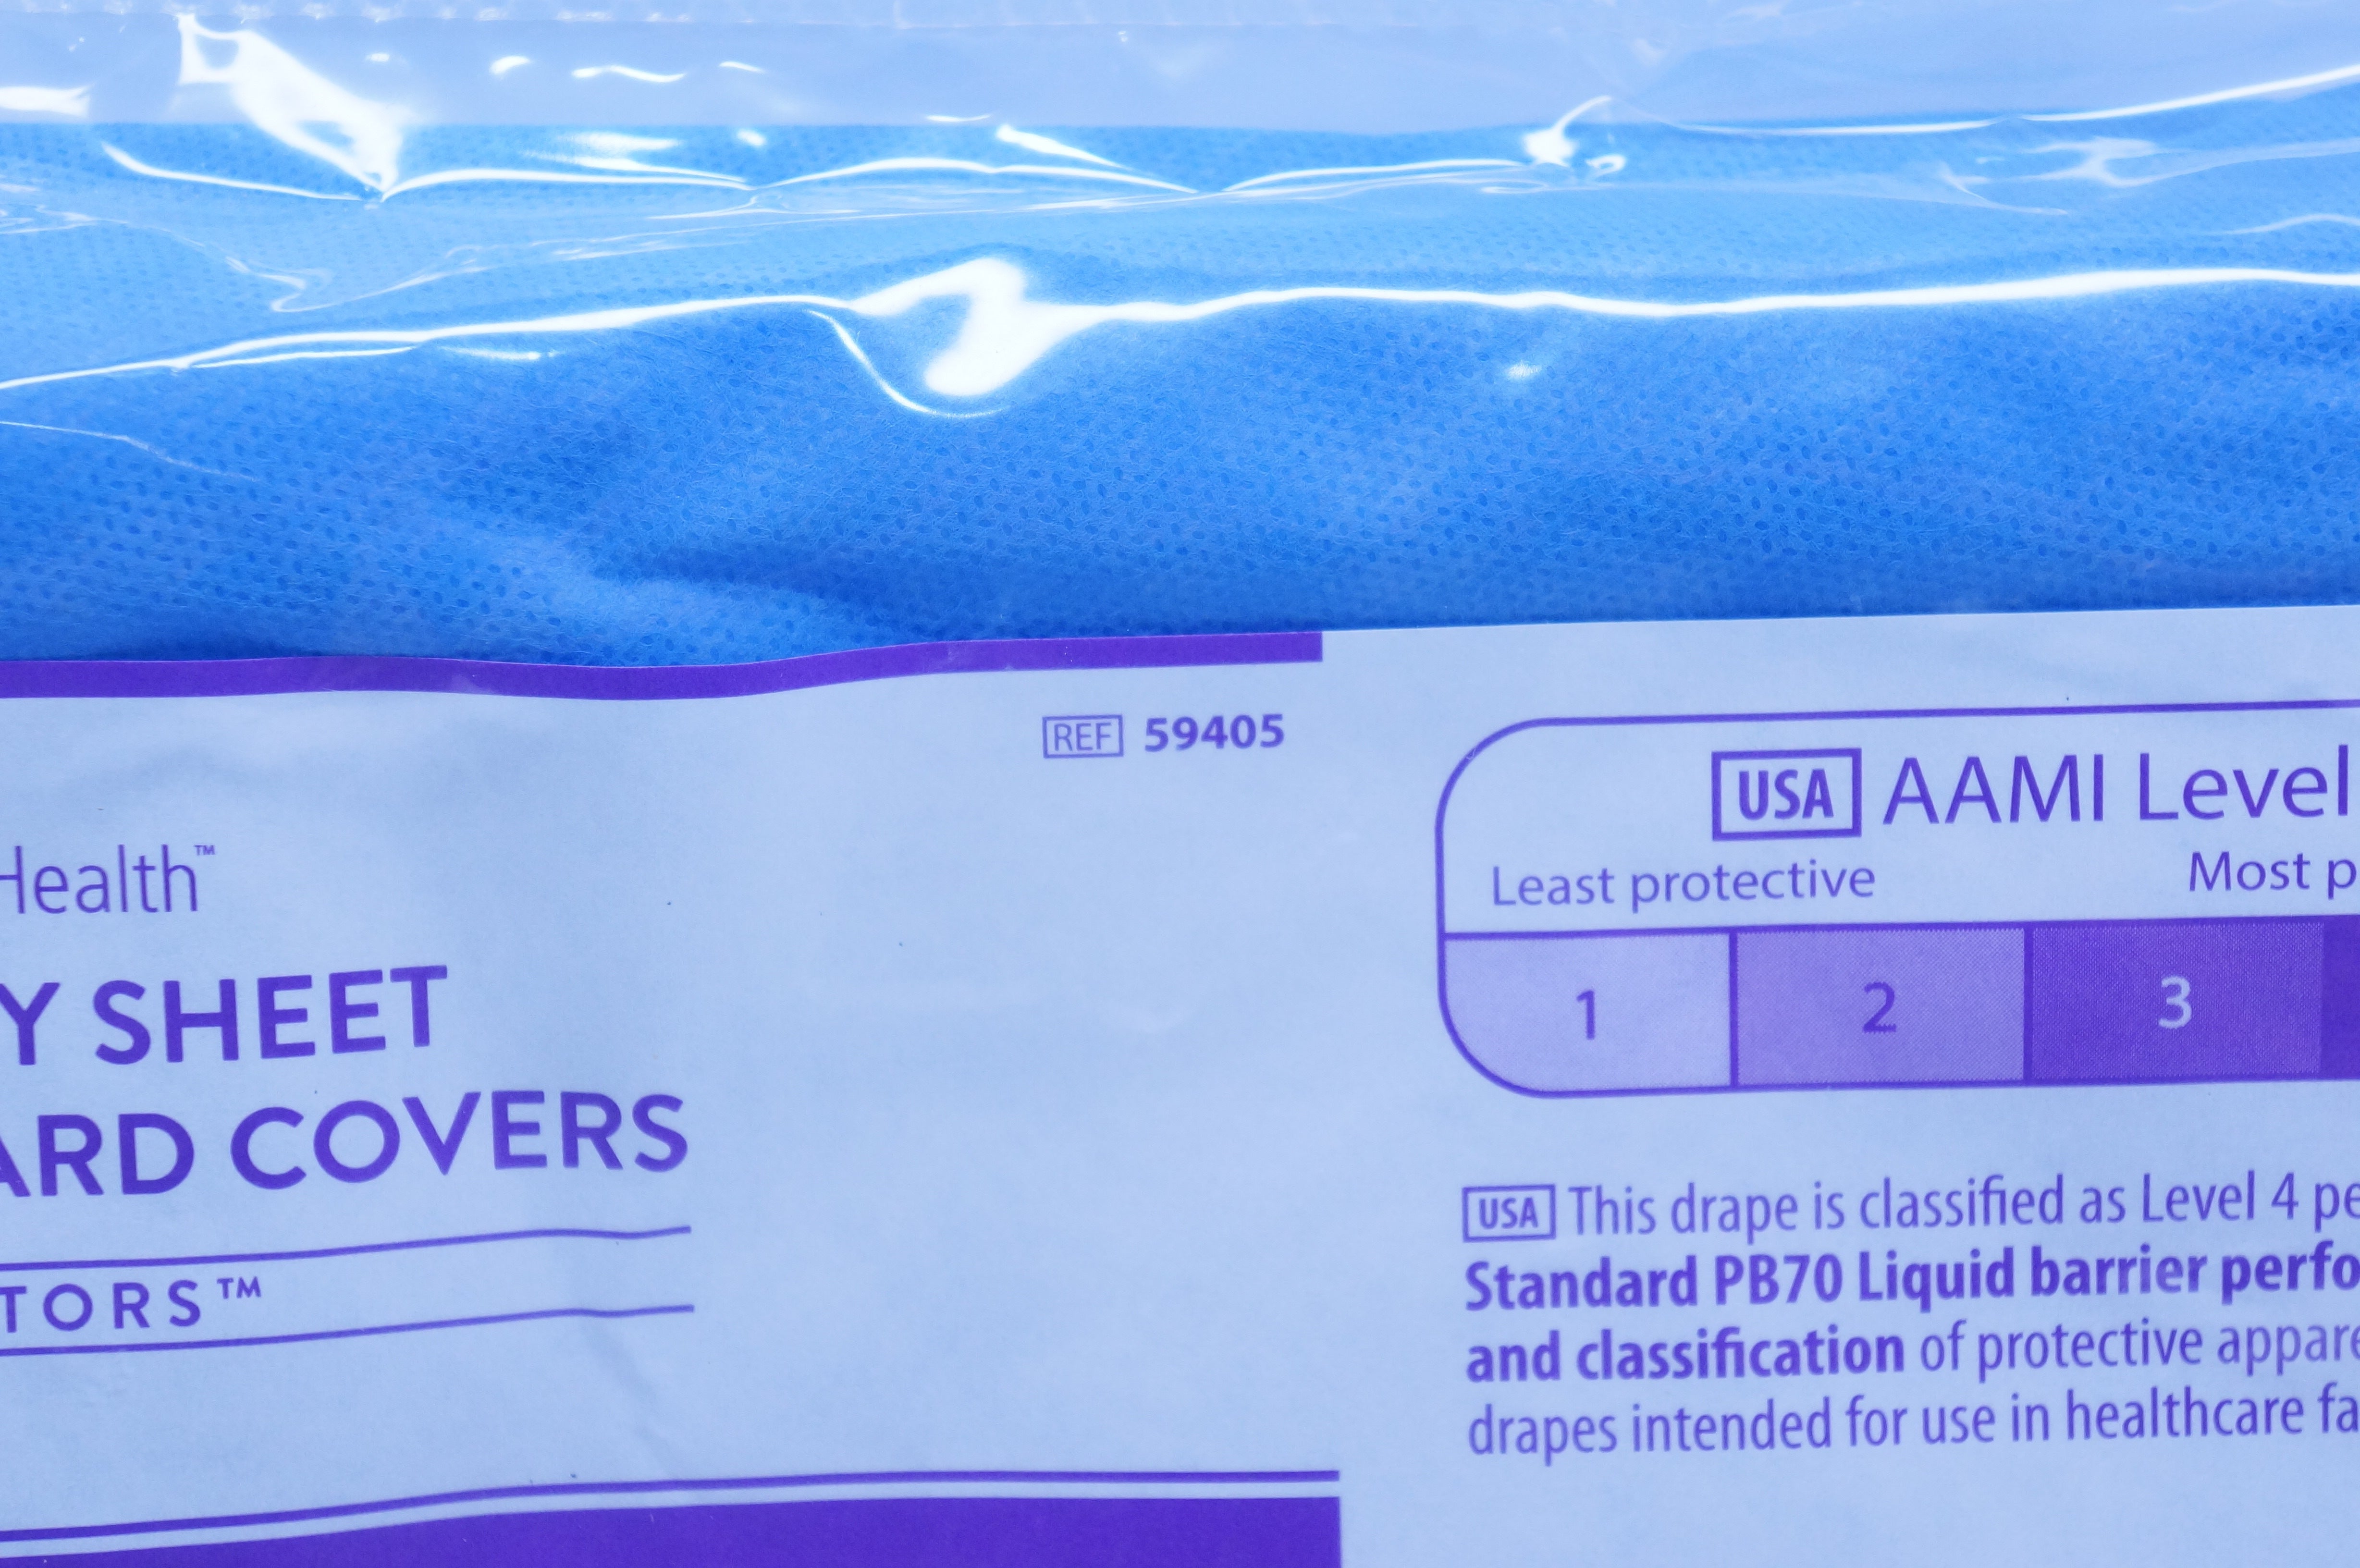 REF 59405
Health™
Y SHEET
ARD COVERS
TORS™
USA AAMI Level
Least protective Most p
1 2 3
USA This drape is classified as Level 4 pe
Standard PB70 Liquid barrier perfo
and classification of protective appare
drapes intended for use in healthcare fa